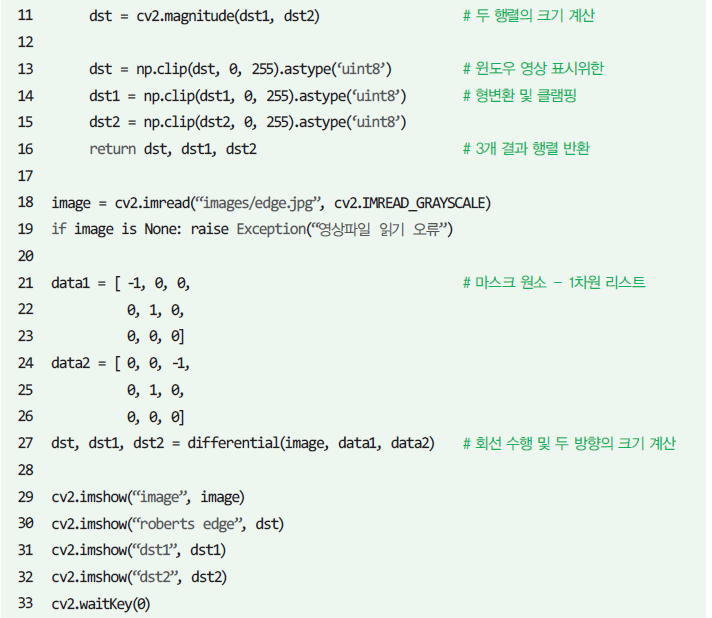 11 dst = cv2.magnitude(dst1, dst2) # 두 행렬의 크기 계산
12
13 dst = np.clip(dst, 0, 255).astype(‘uint8’) # 윈도우 영상 표시위한
14 dst1 = np.clip(dst1, 0, 255).astype(‘uint8’) # 형변환 및 클램핑
15 dst2 = np.clip(dst2, 0, 255).astype(‘uint8’)
16 return dst, dst1, dst2 # 3개 결과 행렬 반환
17
18 image = cv2.imread(“images/edge.jpg”, cv2.IMREAD_GRAYSCALE)
19 if image is None: raise Exception(“영상파일 읽기 오류”)
20
21 data1 = [ -1, 0, 0, # 마스크 원소 - 1차원 리스트
22 0, 1, 0,
23 0, 0, 0]
24 data2 = [ 0, 0, -1,
25 0, 1, 0,
26 0, 0, 0]
27 dst, dst1, dst2 = differential(image, data1, data2) # 회선 수행 및 두 방향의 크기 계산
28
29 cv2.imshow(“image”, image)
30 cv2.imshow(“roberts edge”, dst)
31 cv2.imshow(“dst1”, dst1)
32 cv2.imshow(“dst2”, dst2)
33 cv2.waitKey(0)